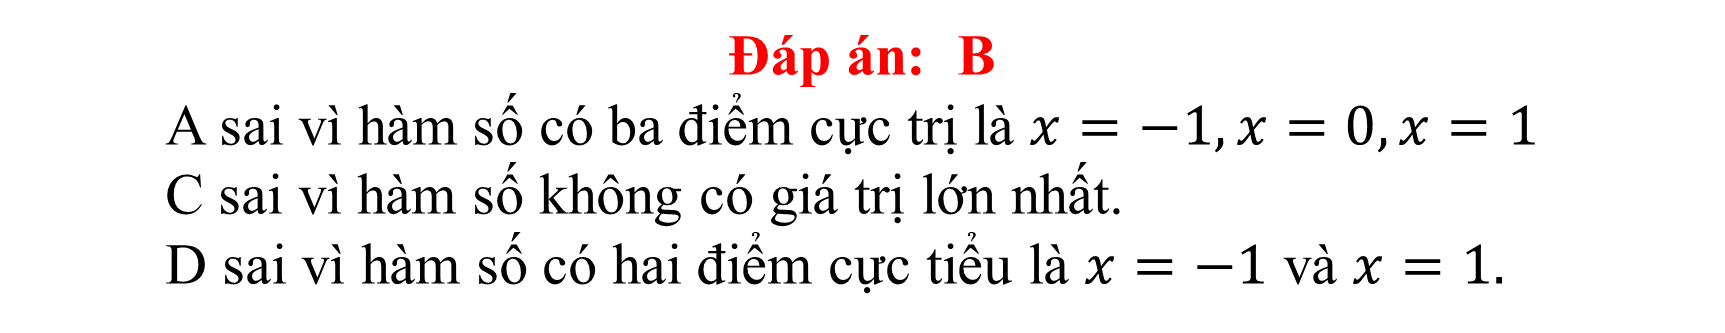 Đáp án: B
A sai vì hàm số có ba điểm cực trị là x = −1, x = 0, x = 1
C sai vì hàm số không có giá trị lớn nhất.
D sai vì hàm số có hai điểm cực tiểu là x = −1 và x = 1.